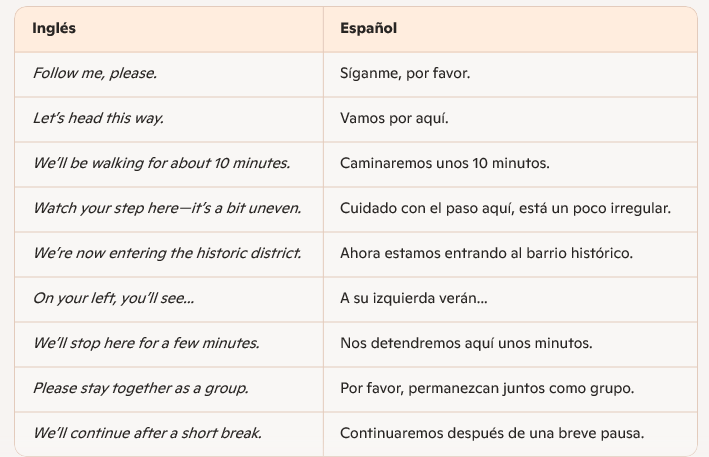 Inglés Español
Follow me, please. Síganme, por favor.
Let's head this way. Vamos por aquí.
We'll be walking for about 10 minutes. Caminaremos unos 10 minutos.
Watch your step here—it's a bit uneven. Cuidado con el paso aquí, está un poco irregular.
We're now entering the historic district. Ahora estamos entrando al barrio histórico.
On your left, you'll see... A su izquierda verán...
We'll stop here for a few minutes. Nos detendremos aquí unos minutos.
Please stay together as a group. Por favor, permanezcan juntos como grupo.
We'll continue after a short break. Continuaremos después de una breve pausa.